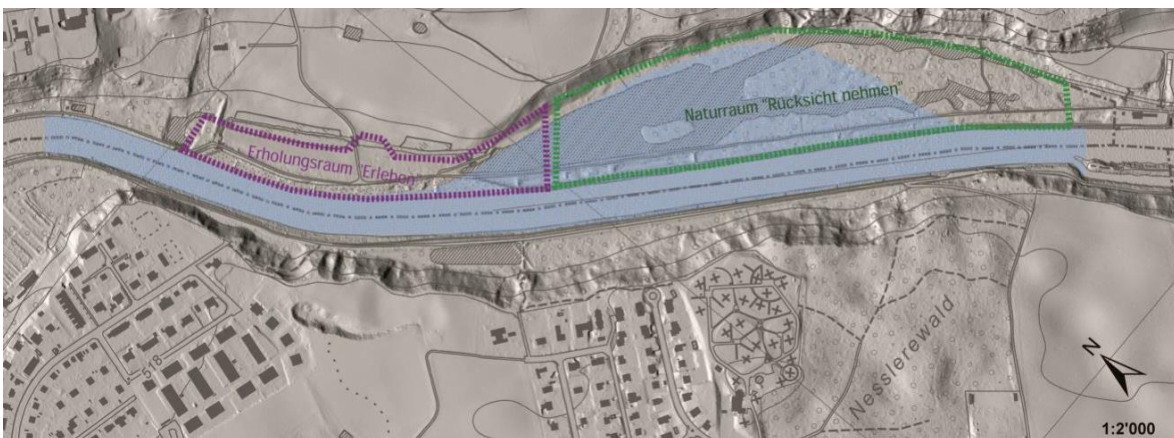 Naturraum "Rücksicht nehmen"
Erholungsraum "Erleben"
518
Nesslerewald
N
1:2'000